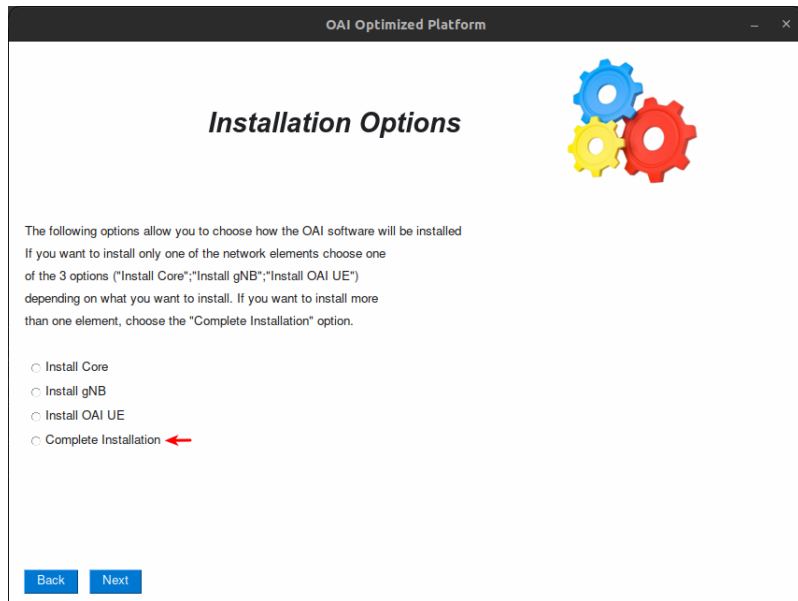 OAI Optimized Platform
Installation Options
The following options allow you to choose how the OAI software will be installed
If you want to install only one of the network elements choose one
of the 3 options ("Install Core";"Install gNB";"Install OAI UE")
depending on what you want to install. If you want to install more
than one element, choose the "Complete Installation" option.
Install Core
Install gNB
Install OAI UE
Complete Installation
Back Next